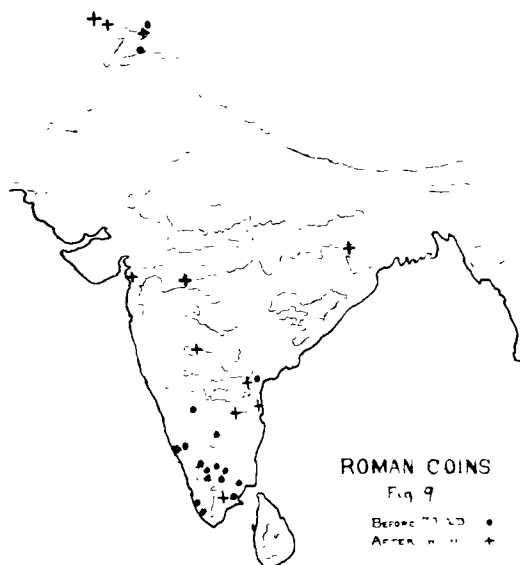 ROMAN COINS
Fig 9
BEFORE •
AFTER " " +